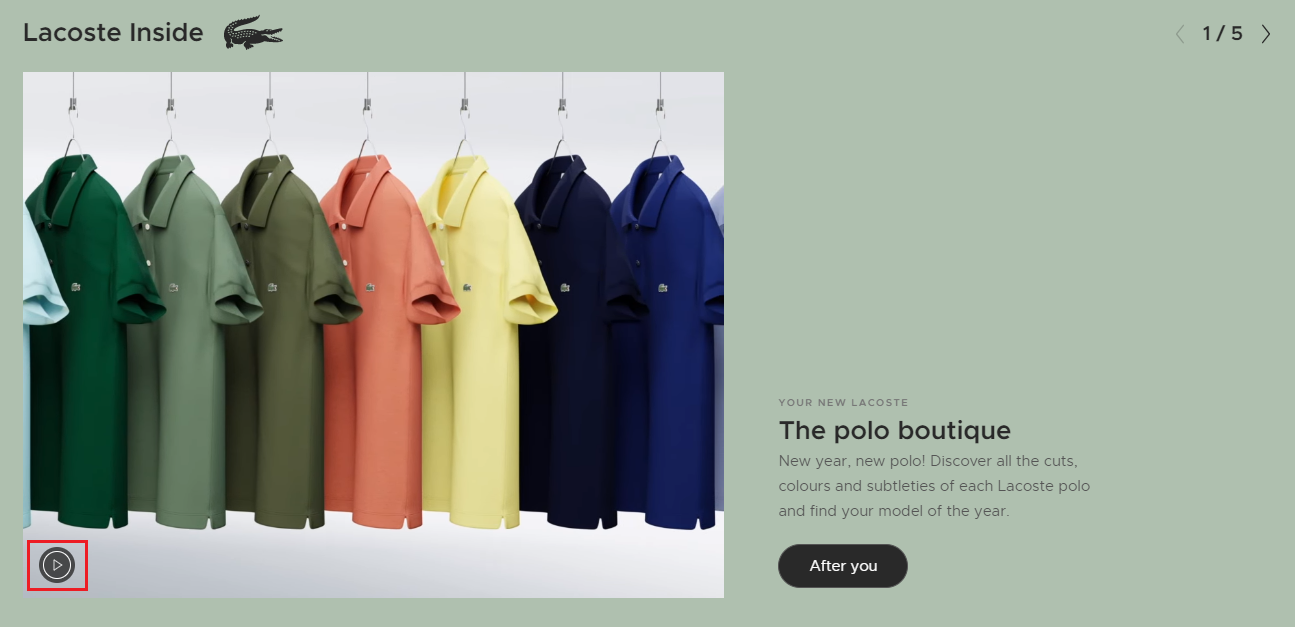 Lacoste Inside
1 / 5
YOUR NEW LACOSTE
The polo boutique
New year, new polo! Discover all the cuts,
colours and subtleties of each Lacoste polo
and find your model of the year.
After you